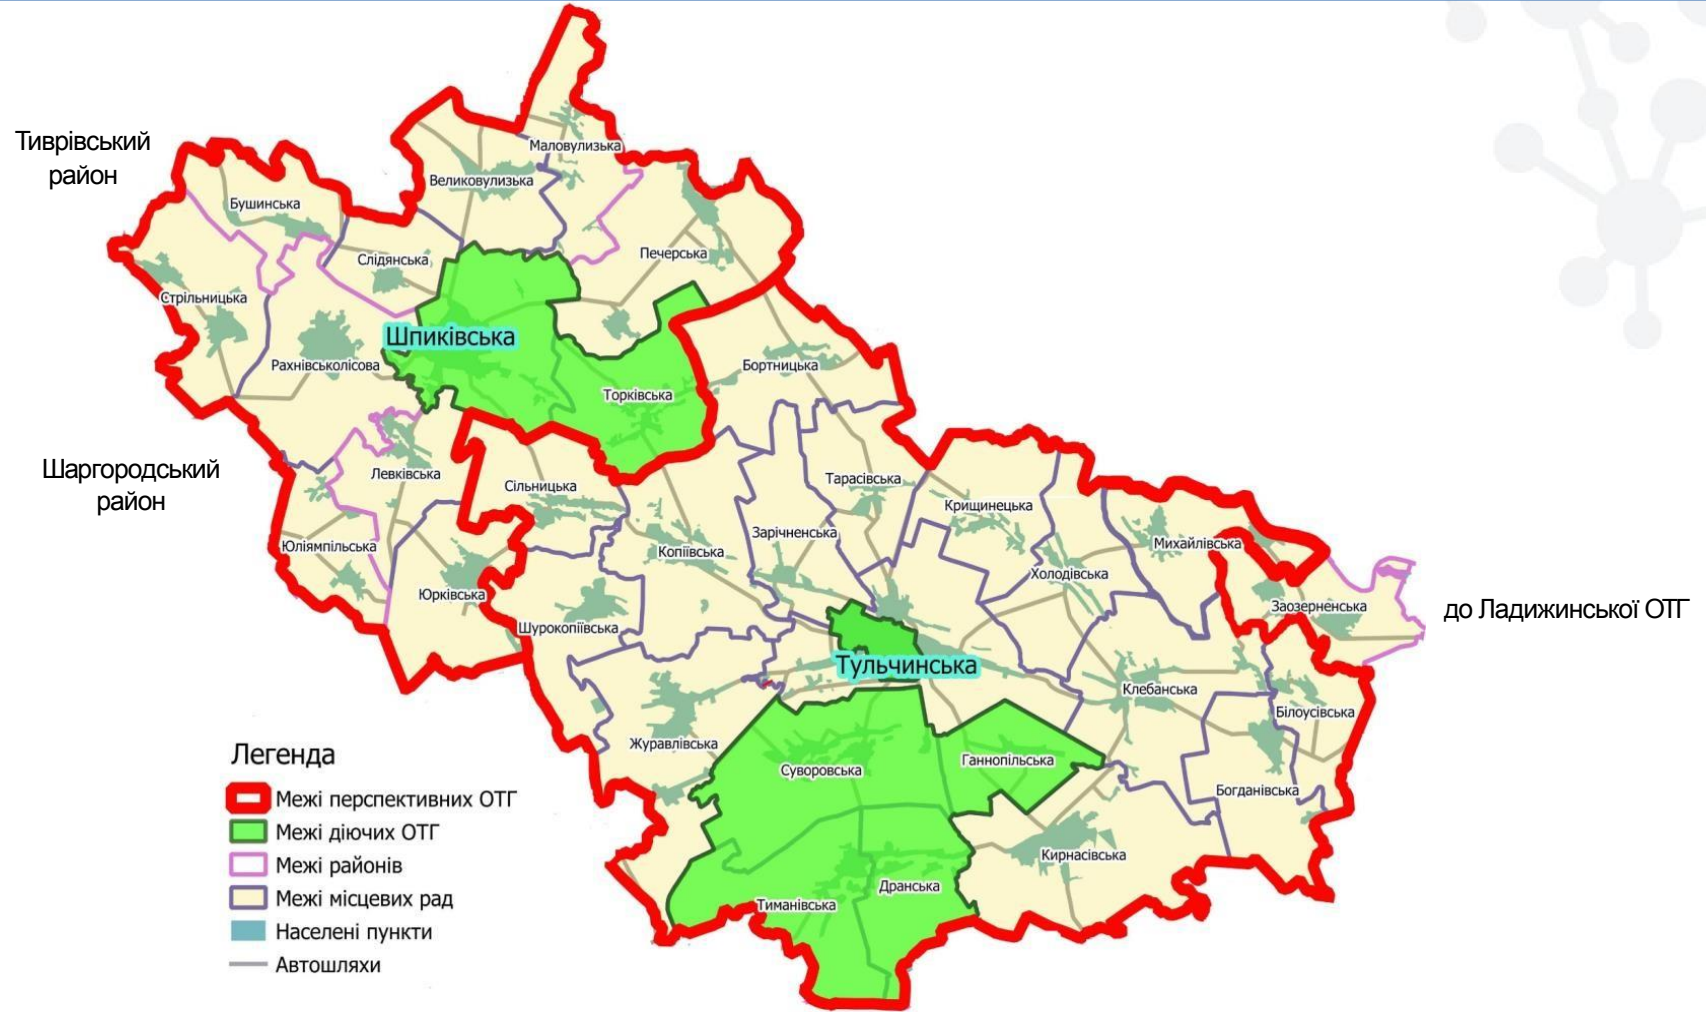 Тиврівський
район
Шаргородський
район
до Ладижинської ОТГ
Маловулизька
Великовулизька
Бушинська
Слідянська
Печерська
Стрільницька
Шпиківська
Рахнівськолісова
Торківська
Бортницька
Левківська
Сільницька
Тарасівська
Крищинецька
Зарічненська
Михайлівська
Юліямпільська
Копіївська
Холодівська
Юрківська
Заозерненська
Шурокопіївська
Тульчинська
Клебанська
Білоусівська
Журавлівська
Суворовська
Ганнопільська
Богданівська
Кирнасівська
Дранська
Тиманівська
Легенда
Межі перспективних ОТГ
Межі діючих ОТГ
Межі районів
Межі місцевих рад
Населені пункти
Автошляхи